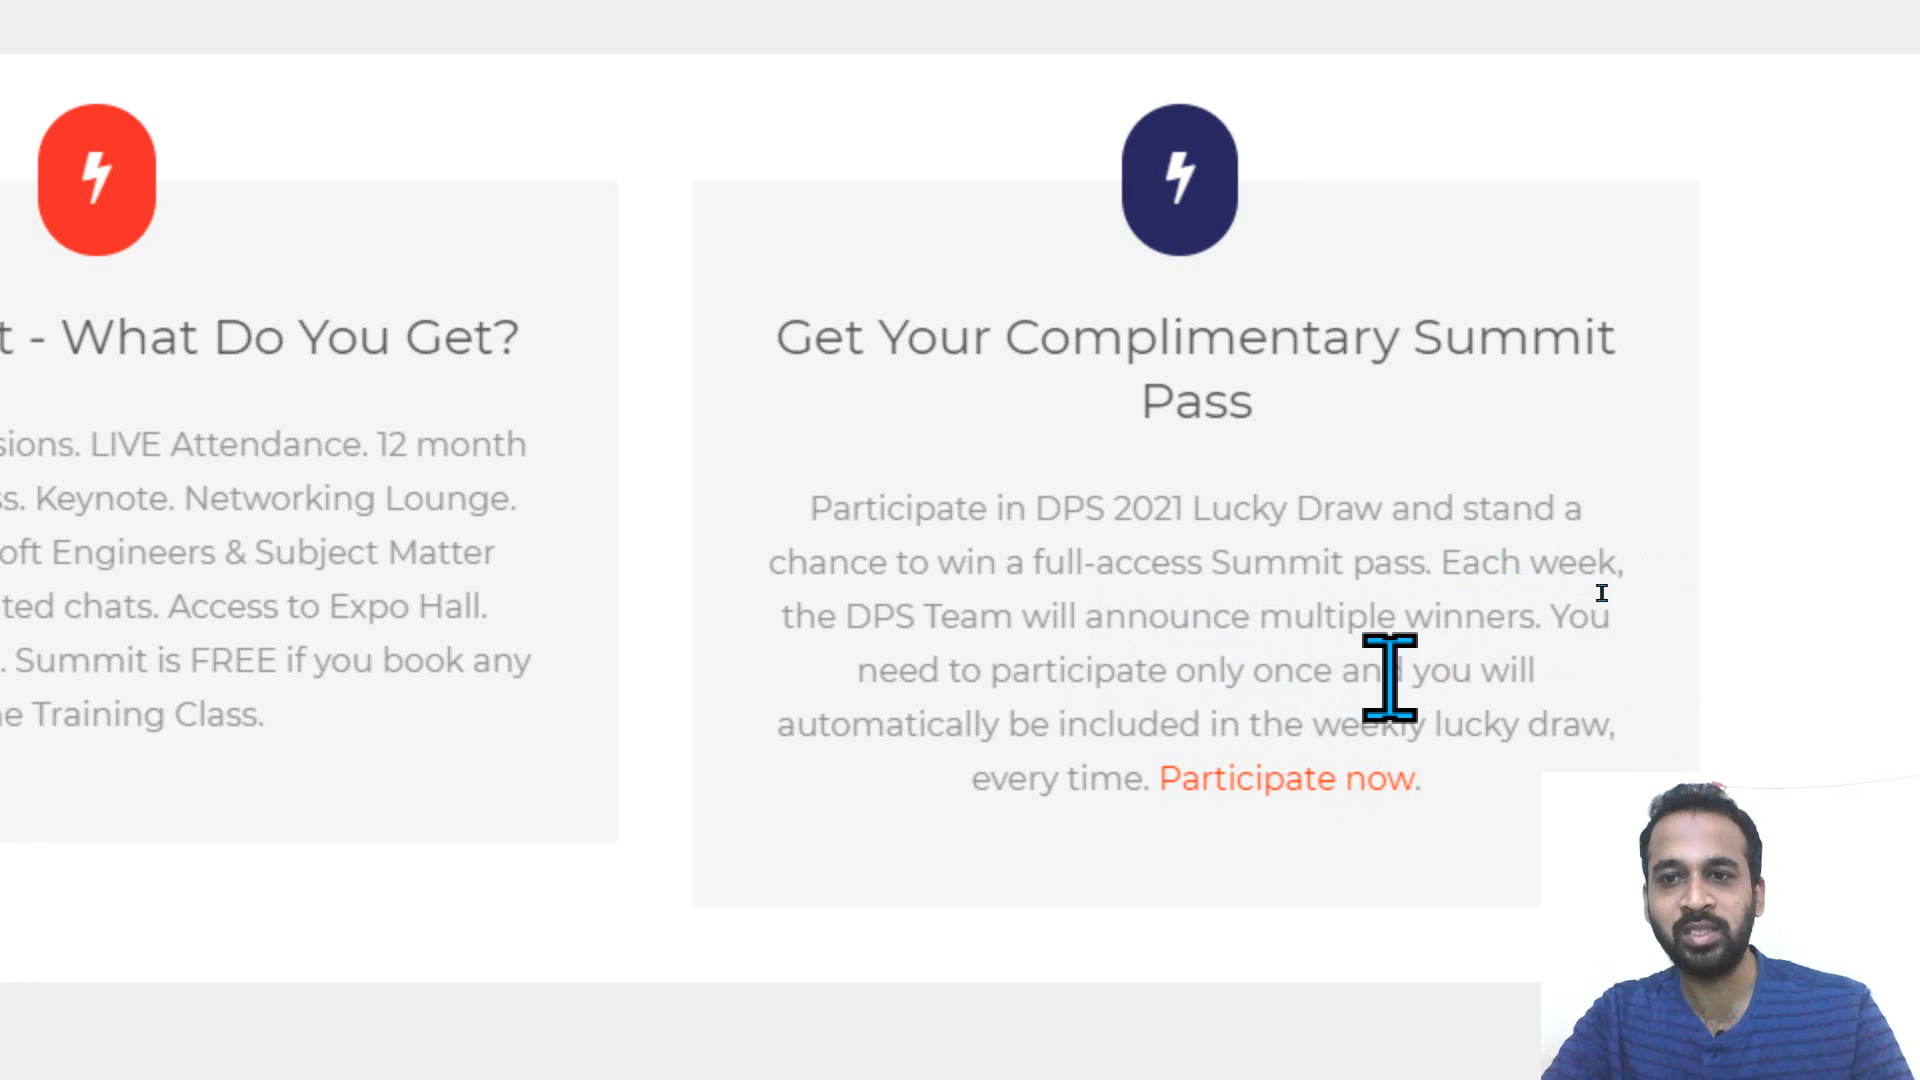 t - What Do You Get?
sions. LIVE Attendance. 12 month
ss. Keynote. Networking Lounge.
oft Engineers & Subject Matter
ted chats. Access to Expo Hall.
. Summit is FREE if you book any
ne Training Class.
Get Your Complimentary Summit
Pass
Participate in DPS 2021 Lucky Draw and stand a
chance to win a full-access Summit pass. Each week,
the DPS Team will announce multiple winners. You
need to participate only once and you will
automatically be included in the weekly lucky draw,
every time. Participate now.